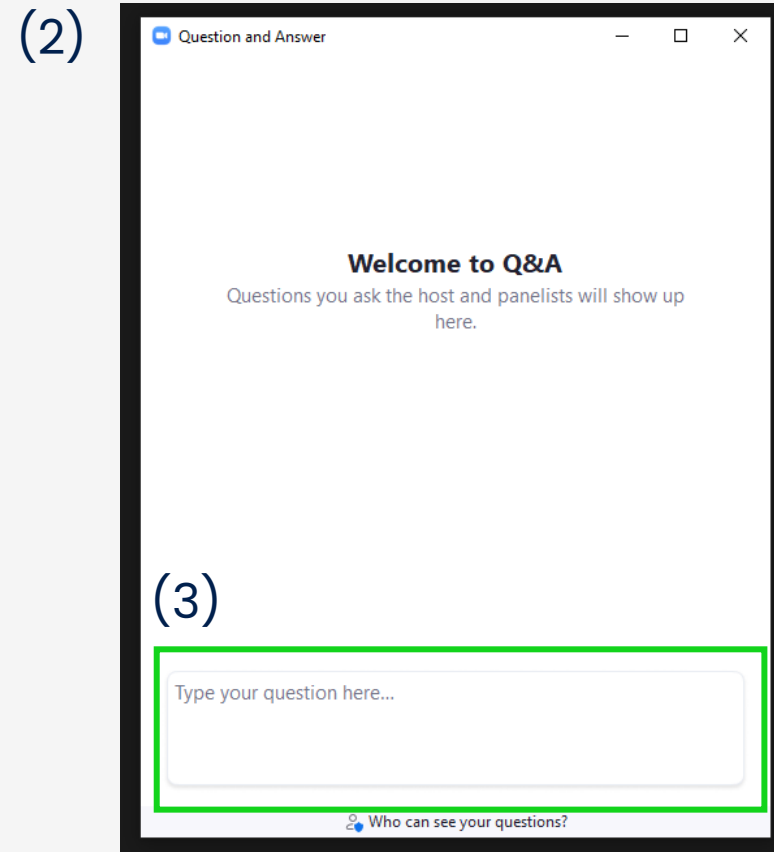 (2)
Question and Answer
Welcome to Q&A
Questions you ask the host and panelists will show up
here.
(3)
Type your question here...
Who can see your questions?